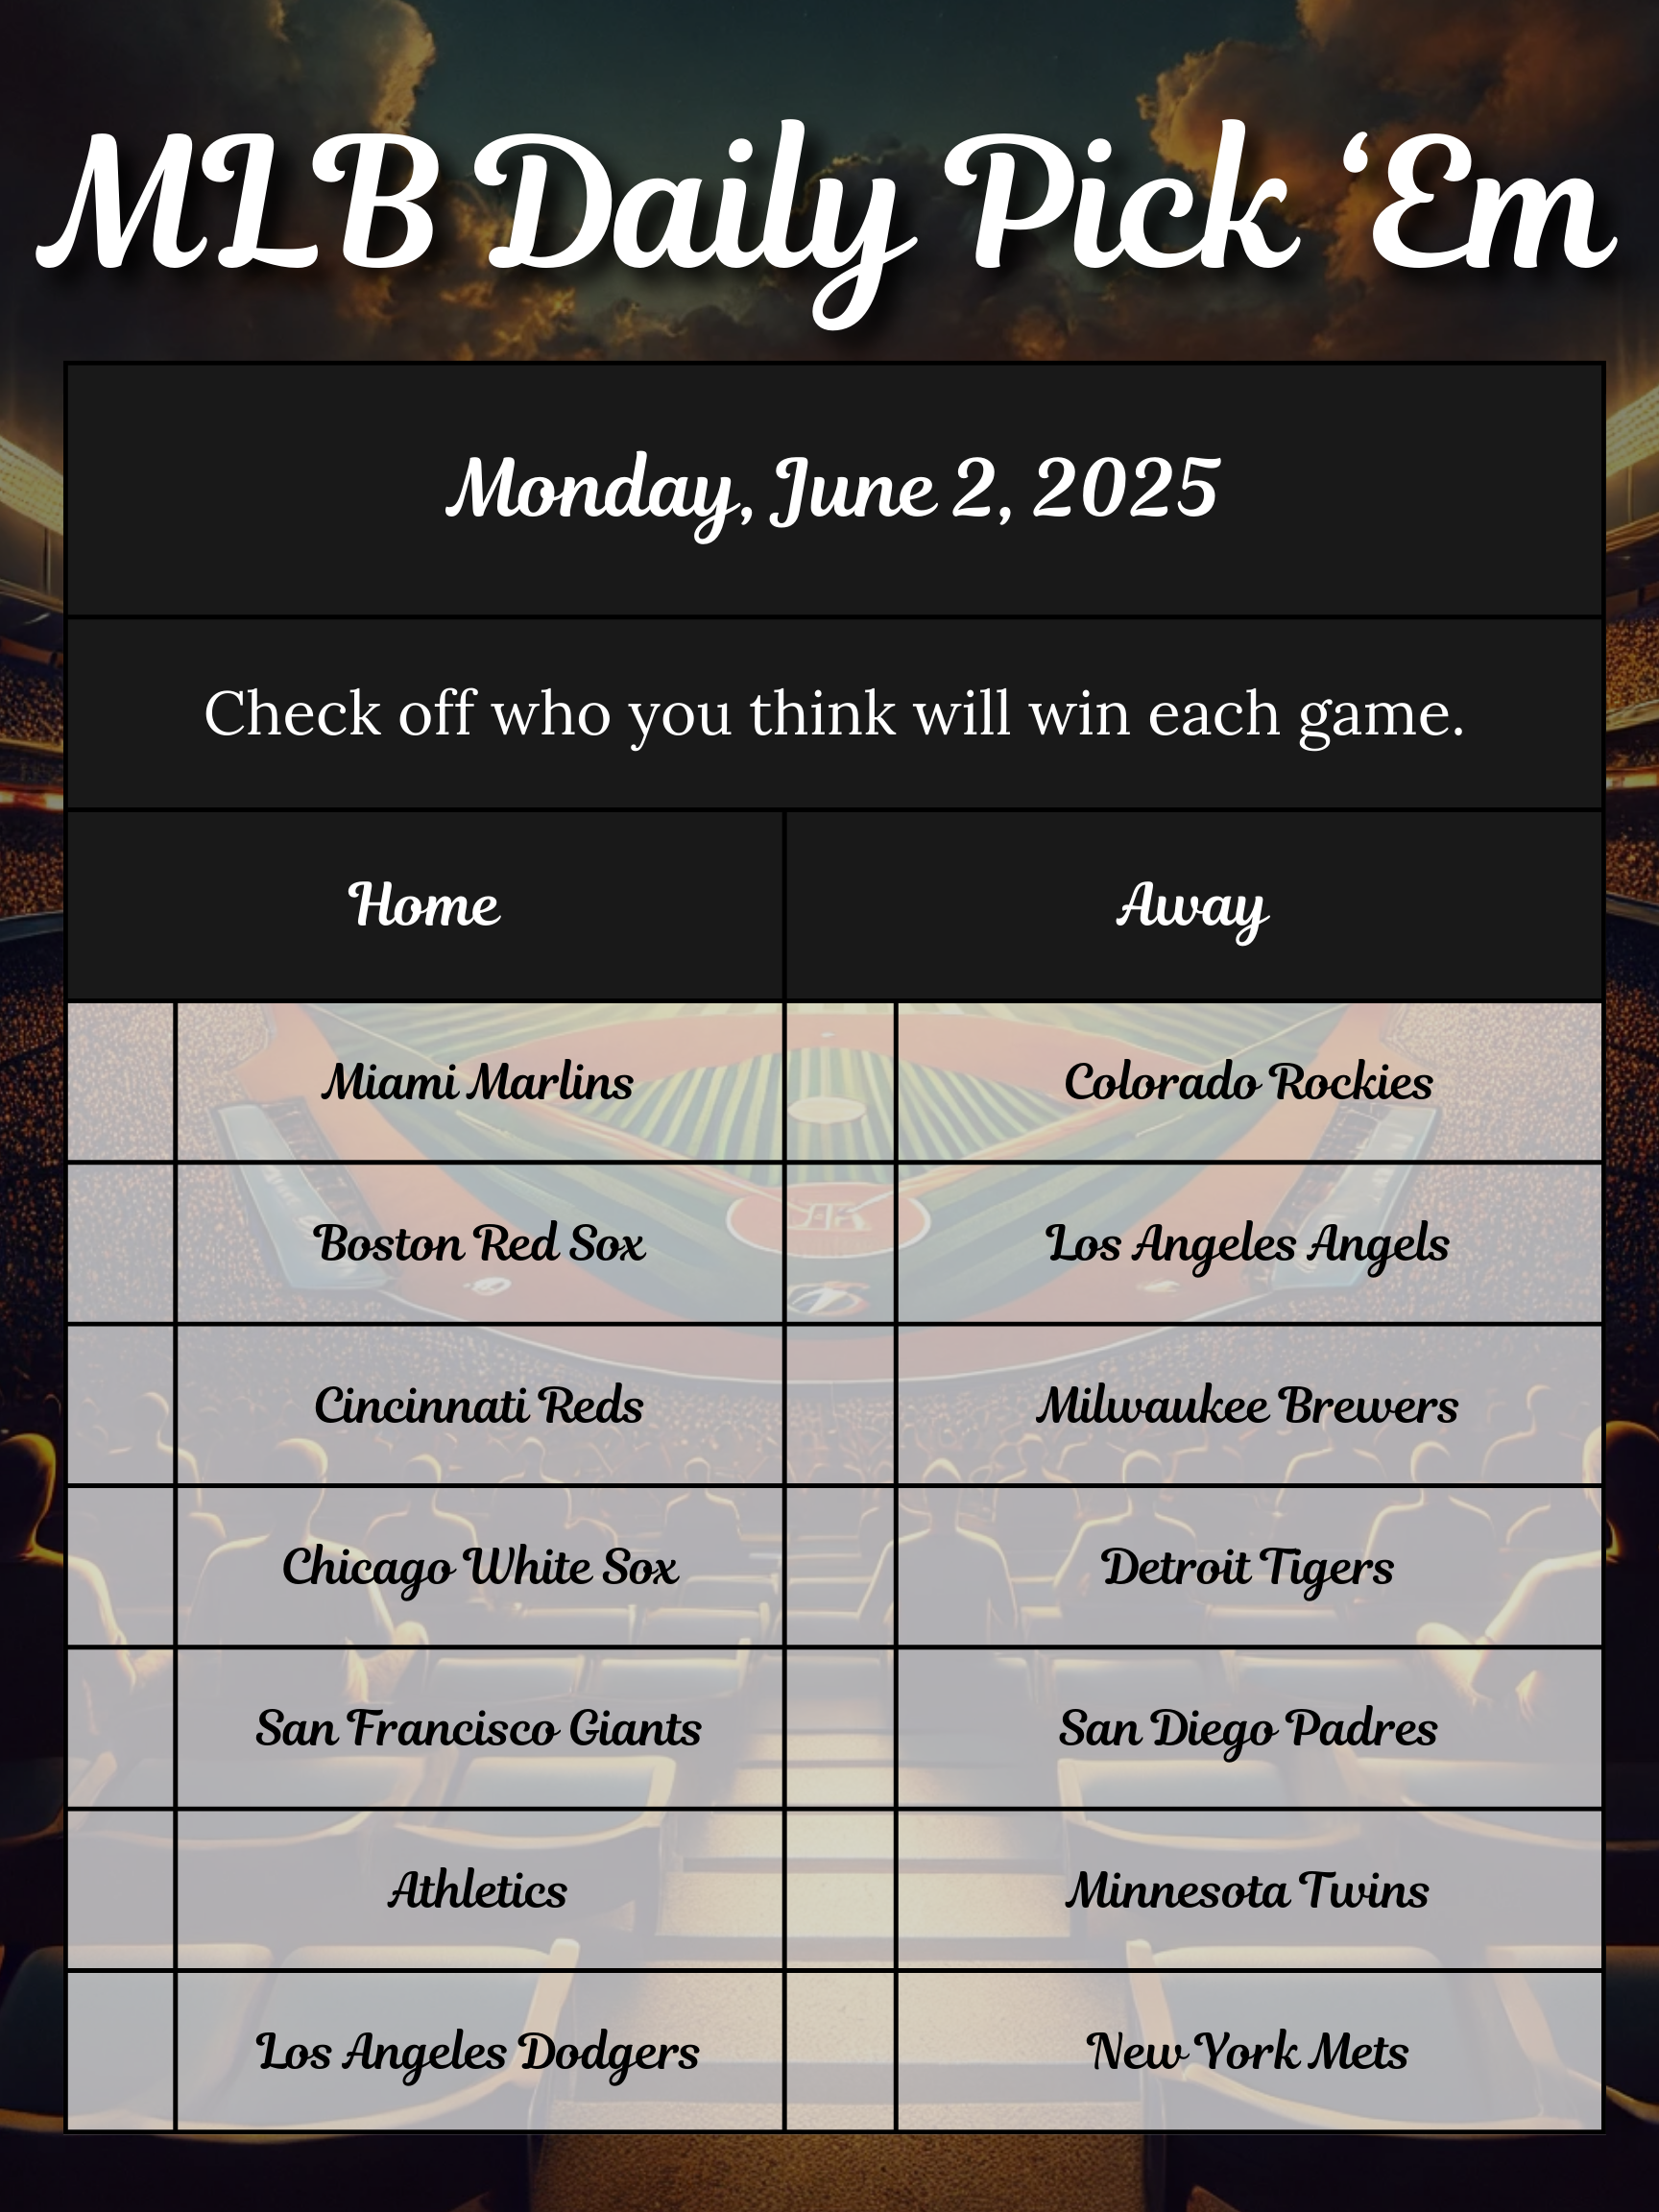 MLB Daily Pick ‘Em
Monday, June 2, 2025
Check off who you think will win each game.
Home Away
Miami Marlins Colorado Rockies
Boston Red Sox Los Angeles Angels
Cincinnati Reds Milwaukee Brewers
Chicago White Sox Detroit Tigers
San Francisco Giants San Diego Padres
Athletics Minnesota Twins
Los Angeles Dodgers New York Mets